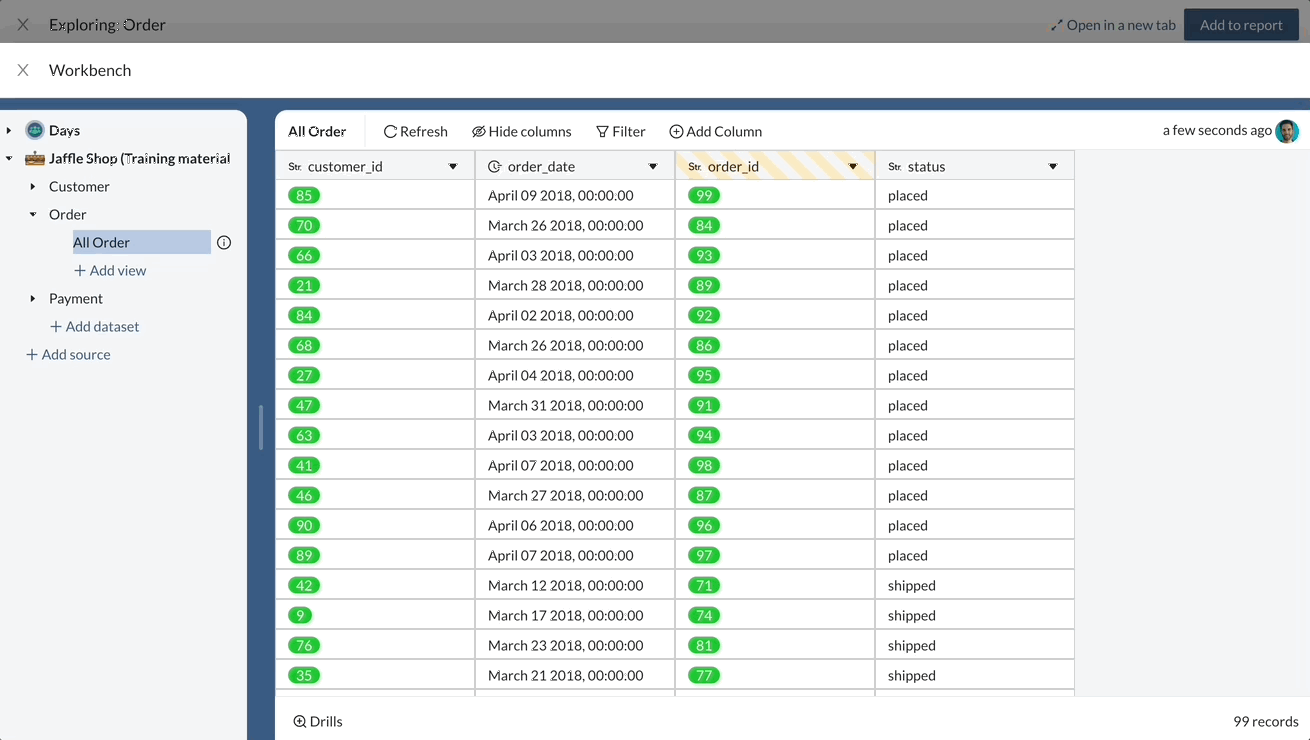 Exploring: Order
Open in a new tab
Add to report
Workbench
Days
Jaffle Shop (Training material
Customer
Order
All Order
+ Add view
Payment
+ Add dataset
+ Add source
All Order Refresh Hide columns Filter Add Column a few seconds ago
Str. customer_id order_date Str. order_id Str. status
85 April 09 2018, 00:00:00 99 placed
70 March 26 2018, 00:00:00 84 placed
66 April 03 2018, 00:00:00 93 placed
21 March 28 2018, 00:00:00 89 placed
84 April 02 2018, 00:00:00 92 placed
68 March 26 2018, 00:00:00 86 placed
27 April 04 2018, 00:00:00 95 placed
47 March 31 2018, 00:00:00 91 placed
63 April 03 2018, 00:00:00 94 placed
41 April 07 2018, 00:00:00 98 placed
46 March 27 2018, 00:00:00 87 placed
90 April 06 2018, 00:00:00 96 placed
89 April 07 2018, 00:00:00 97 placed
42 March 12 2018, 00:00:00 71 shipped
9 March 17 2018, 00:00:00 74 shipped
76 March 23 2018, 00:00:00 81 shipped
35 March 21 2018, 00:00:00 77 shipped
Drills
99 records